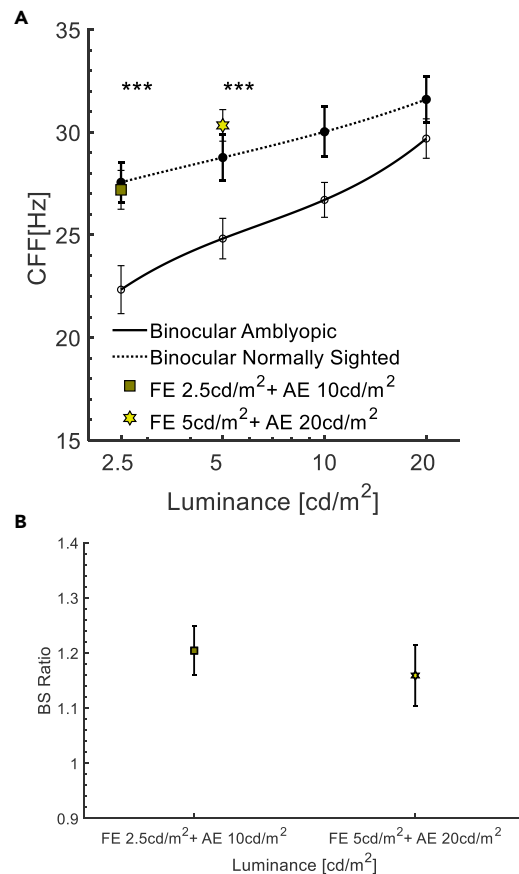 A
35
30
25
20
15
CFF[Hz]
*** ***
Binocular Amblyopic
Binocular Normally Sighted
FE 2.5cd/m²+ AE 10cd/m²
FE 5cd/m²+ AE 20cd/m²
2.5 5 10 20
Luminance [cd/m²]
B
1.4
1.3
1.2
1.1
1
0.9
BS Ratio
FE 2.5cd/m²+ AE 10cd/m² FE 5cd/m²+ AE 20cd/m²
Luminance [cd/m²]